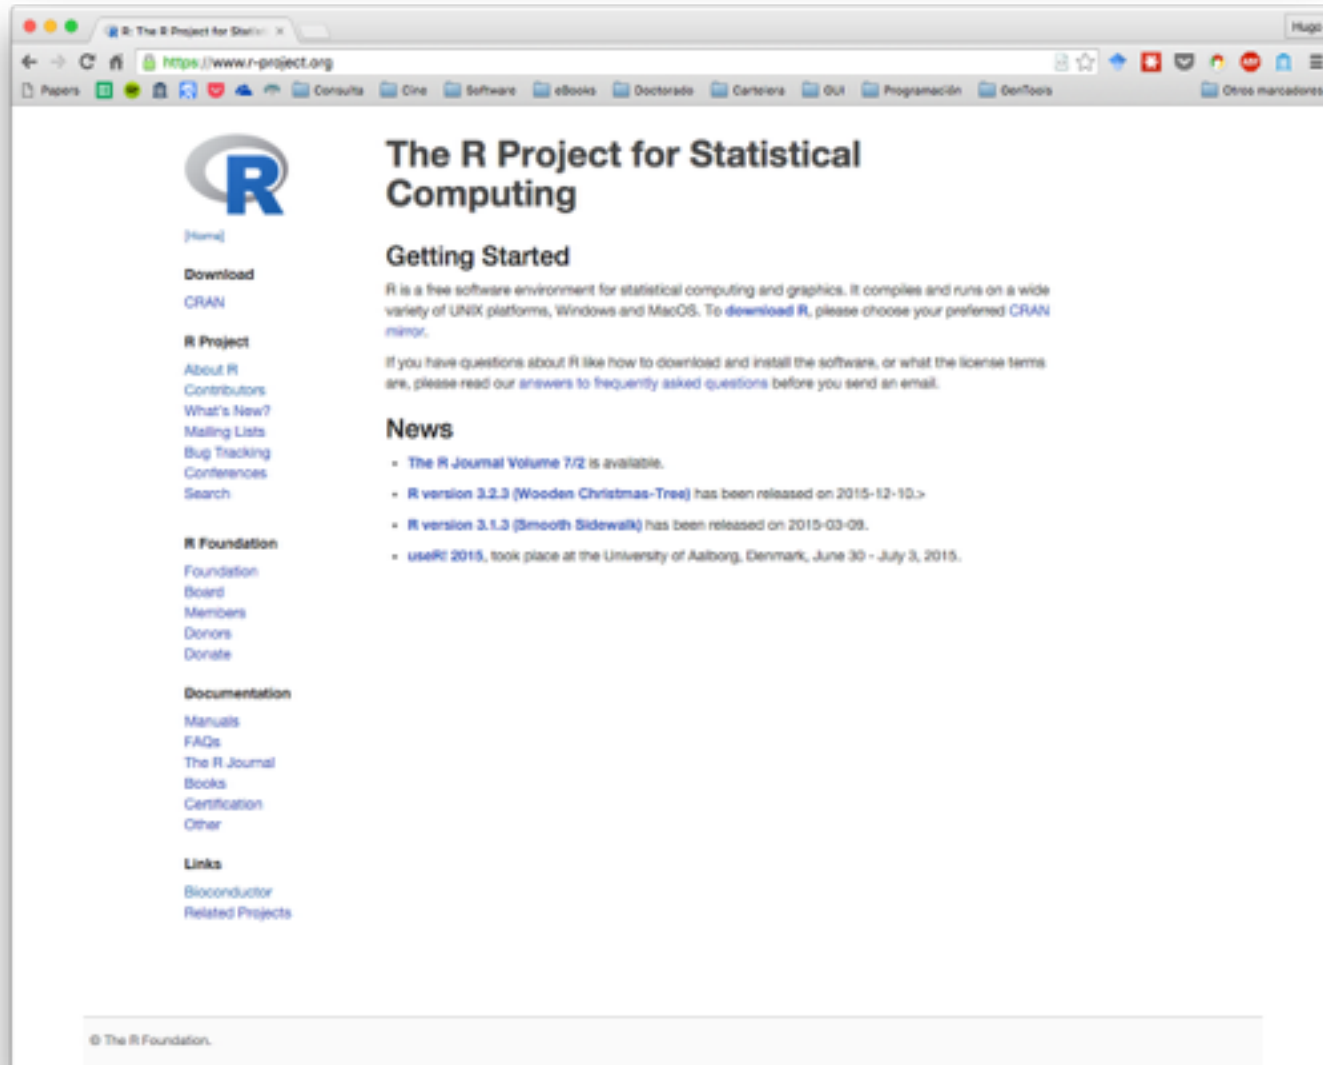 R: The R Project for Statis
Hugo
https://www.r-project.org
Papers Consulta Cine Software eBooks Doctorado Cartelera GUI Programación GenTools Otros marcadores
R
[Home]
Download
CRAN
R Project
About R
Contributors
What's New?
Mailing Lists
Bug Tracking
Conferences
Search
R Foundation
Foundation
Board
Members
Donors
Donate
Documentation
Manuals
FAQs
The R Journal
Books
Certification
Other
Links
Bioconductor
Related Projects
The R Project for Statistical
Computing
Getting Started
R is a free software environment for statistical computing and graphics. It compiles and runs on a wide
variety of UNIX platforms, Windows and MacOS. To download R, please choose your preferred CRAN
mirror.
If you have questions about R like how to download and install the software, or what the license terms
are, please read our answers to frequently asked questions before you send an email.
News
• The R Journal Volume 7/2 is available.
• R version 3.2.3 (Wooden Christmas-Tree) has been released on 2015-12-10.>
• R version 3.1.3 (Smooth Sidewalk) has been released on 2015-03-09.
• useR! 2015, took place at the University of Aalborg, Denmark, June 30 - July 3, 2015.
© The R Foundation.